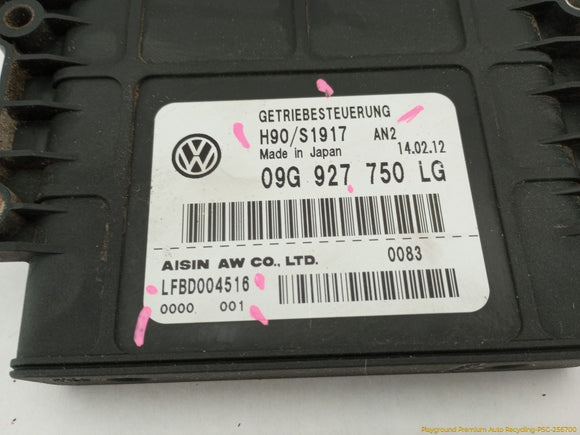 GETRIEBESTEUERUNG
H90/S1917 AN2
Made in Japan 14.02.12
09G 927 750 LG
AISIN AW CO., LTD. 0083
LFBD004516
0000 001
Playground Premium Auto Recycling-PSC-256700